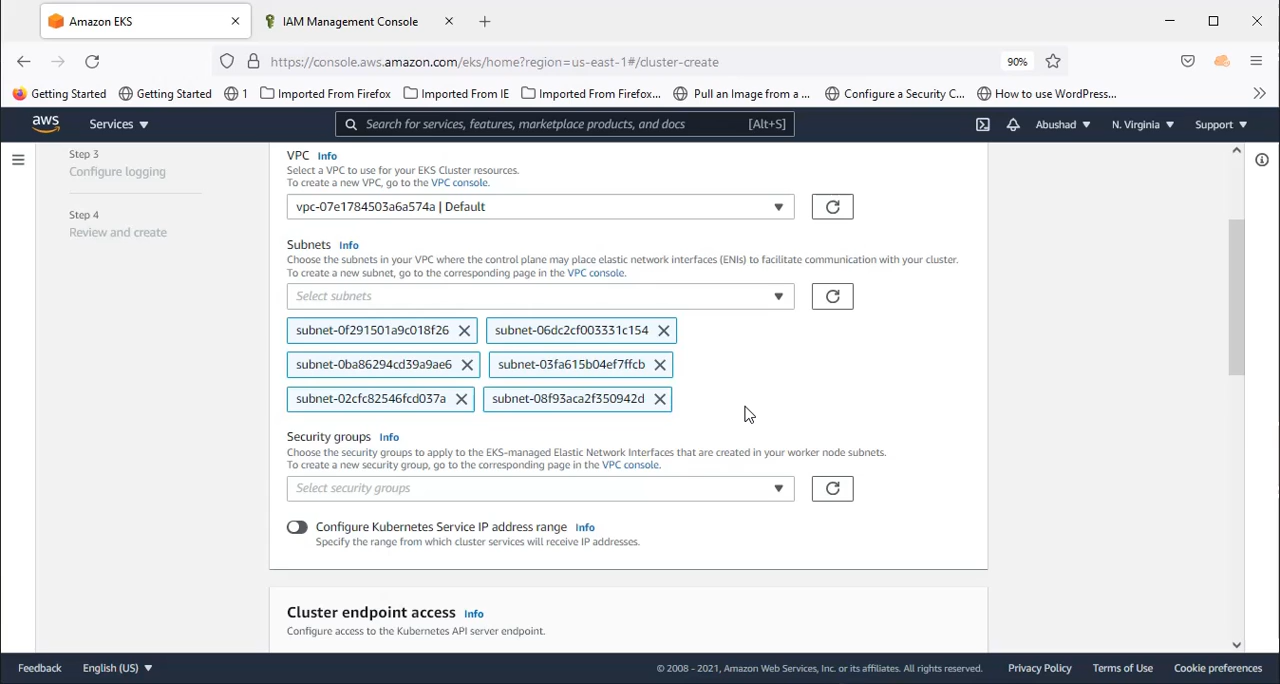 Amazon EKS
IAM Management Console
https://console.aws.amazon.com/eks/home?region=us-east-1#/cluster-create
90%
Getting Started
Getting Started
1
Imported From Firefox
Imported From IE
Imported From Firefox...
Pull an Image from a ...
Configure a Security C...
How to use WordPress...
aws
Services
Search for services, features, marketplace products, and docs
[Alt+S]
Abushad
N. Virginia
Support
Step 3
Configure logging
Step 4
Review and create
VPC Info
Select a VPC to use for your EKS Cluster resources.
To create a new VPC, go to the VPC console.
vpc-07e1784503a6a574a | Default
Subnets Info
Choose the subnets in your VPC where the control plane may place elastic network interfaces (ENIs) to facilitate communication with your cluster.
To create a new subnet, go to the corresponding page in the VPC console.
Select subnets
subnet-0f291501a9c018f26
subnet-06dc2cf003331c154
subnet-0ba86294cd39a9ae6
subnet-03fa615b04ef7ffcb
subnet-02cfc82546fcd037a
subnet-08f93aca2f350942d
Security groups Info
Choose the security groups to apply to the EKS-managed Elastic Network Interfaces that are created in your worker node subnets.
To create a new security group, go to the corresponding page in the VPC console.
Select security groups
Configure Kubernetes Service IP address range Info
Specify the range from which cluster services will receive IP addresses.
Cluster endpoint access Info
Configure access to the Kubernetes API server endpoint.
Feedback
English (US)
© 2008 - 2021, Amazon Web Services, Inc. or its affiliates. All rights reserved.
Privacy Policy
Terms of Use
Cookie preferences